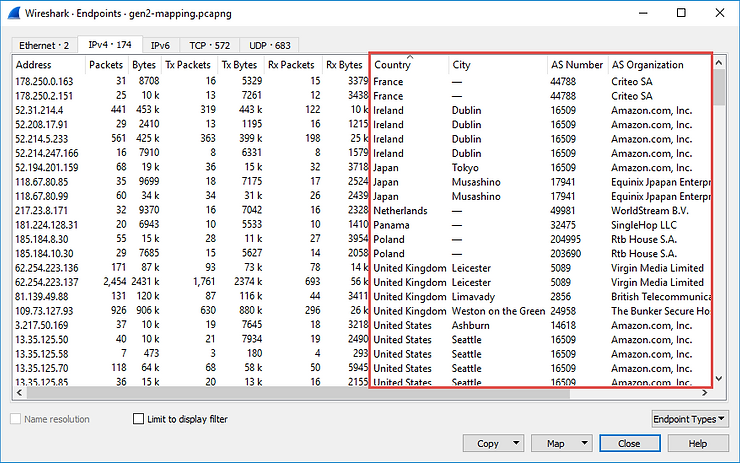 Wireshark · Endpoints · gen2-mapping.pcapng
Ethernet · 2 IPv4 · 174 IPv6 TCP · 572 UDP · 683
Address Packets Bytes Tx Packets Tx Bytes Rx Packets Rx Bytes Country City AS Number AS Organization
178.250.0.163 31 8708 16 5329 15 3379 France — 44788 Criteo SA
178.250.2.151 25 10 k 13 7261 12 3438 France — 44788 Criteo SA
52.31.214.4 441 453 k 319 443 k 122 10 k Ireland Dublin 16509 Amazon.com, Inc.
52.208.17.91 29 2410 13 1195 16 1215 Ireland Dublin 16509 Amazon.com, Inc.
52.214.5.233 561 425 k 363 399 k 198 25 k Ireland Dublin 16509 Amazon.com, Inc.
52.214.247.166 16 7910 8 6331 8 1579 Ireland Dublin 16509 Amazon.com, Inc.
52.194.201.159 68 19 k 36 15 k 32 3718 Japan Tokyo 16509 Amazon.com, Inc.
118.67.80.85 35 9699 18 7175 17 2524 Japan Musashino 17941 Equinix Jpapan Enterpr
118.67.80.99 60 34 k 34 31 k 26 2439 Japan Musashino 17941 Equinix Jpapan Enterpr
217.23.8.171 32 9370 16 7042 16 2328 Netherlands — 49981 WorldStream B.V.
181.224.128.31 20 6943 10 5533 10 1410 Panama — 32475 SingleHop LLC
185.184.8.30 55 15 k 28 11 k 27 3954 Poland — 204995 Rtb House S.A.
185.184.10.30 29 7685 15 5627 14 2058 Poland — 203690 Rtb House S.A.
62.254.223.136 171 87 k 93 73 k 78 14 k United Kingdom Leicester 5089 Virgin Media Limited
62.254.223.137 2,454 2431 k 1,761 2374 k 693 56 k United Kingdom Leicester 5089 Virgin Media Limited
81.139.49.88 131 120 k 87 116 k 44 3411 United Kingdom Limavady 2856 British Telecommunica
109.73.127.93 926 906 k 630 880 k 296 26 k United Kingdom Weston on the Green 24958 The Bunker Secure Ho
3.217.50.169 37 10 k 19 7645 18 3218 United States Ashburn 14618 Amazon.com, Inc.
13.35.125.50 40 10 k 21 7934 19 2490 United States Seattle 16509 Amazon.com, Inc.
13.35.125.58 7 473 3 180 4 293 United States Seattle 16509 Amazon.com, Inc.
13.35.125.70 118 64 k 68 58 k 50 5945 United States Seattle 16509 Amazon.com, Inc.
13.35.125.85 36 15 k 20 13 k 16 2155 United States Seattle 16509 Amazon.com, Inc.
Name resolution Limit to display filter Endpoint Types
Copy Map Close Help